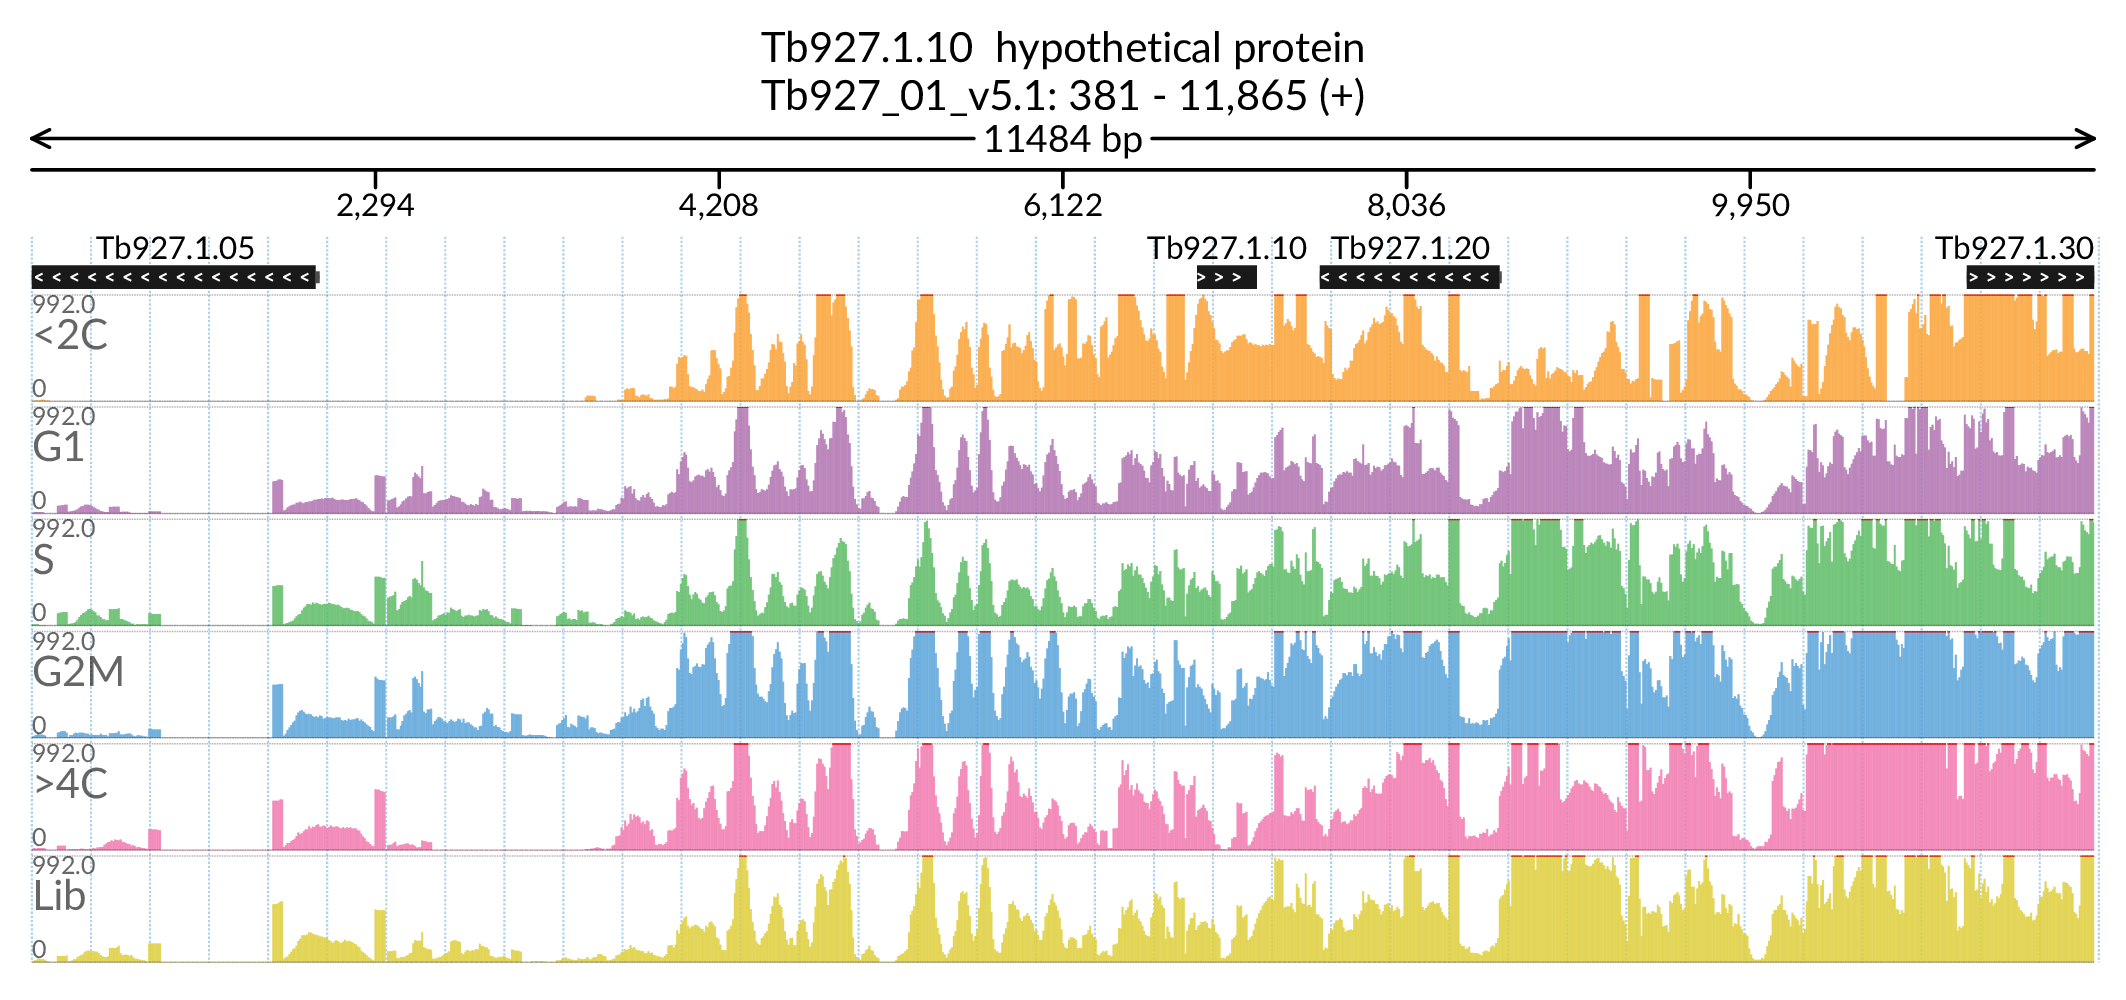 Tb927.1.10  hypothetical protein
Tb927_01_v5.1: 381 - 11,865 (+)
11484 bp
2,294 4,208 6,122 8,036 9,950
Tb927.1.05 Tb927.1.10 Tb927.1.20 Tb927.1.30
992.0
<2C
0
992.0
G1
0
992.0
S
0
992.0
G2M
0
992.0
>4C
0
992.0
Lib
0